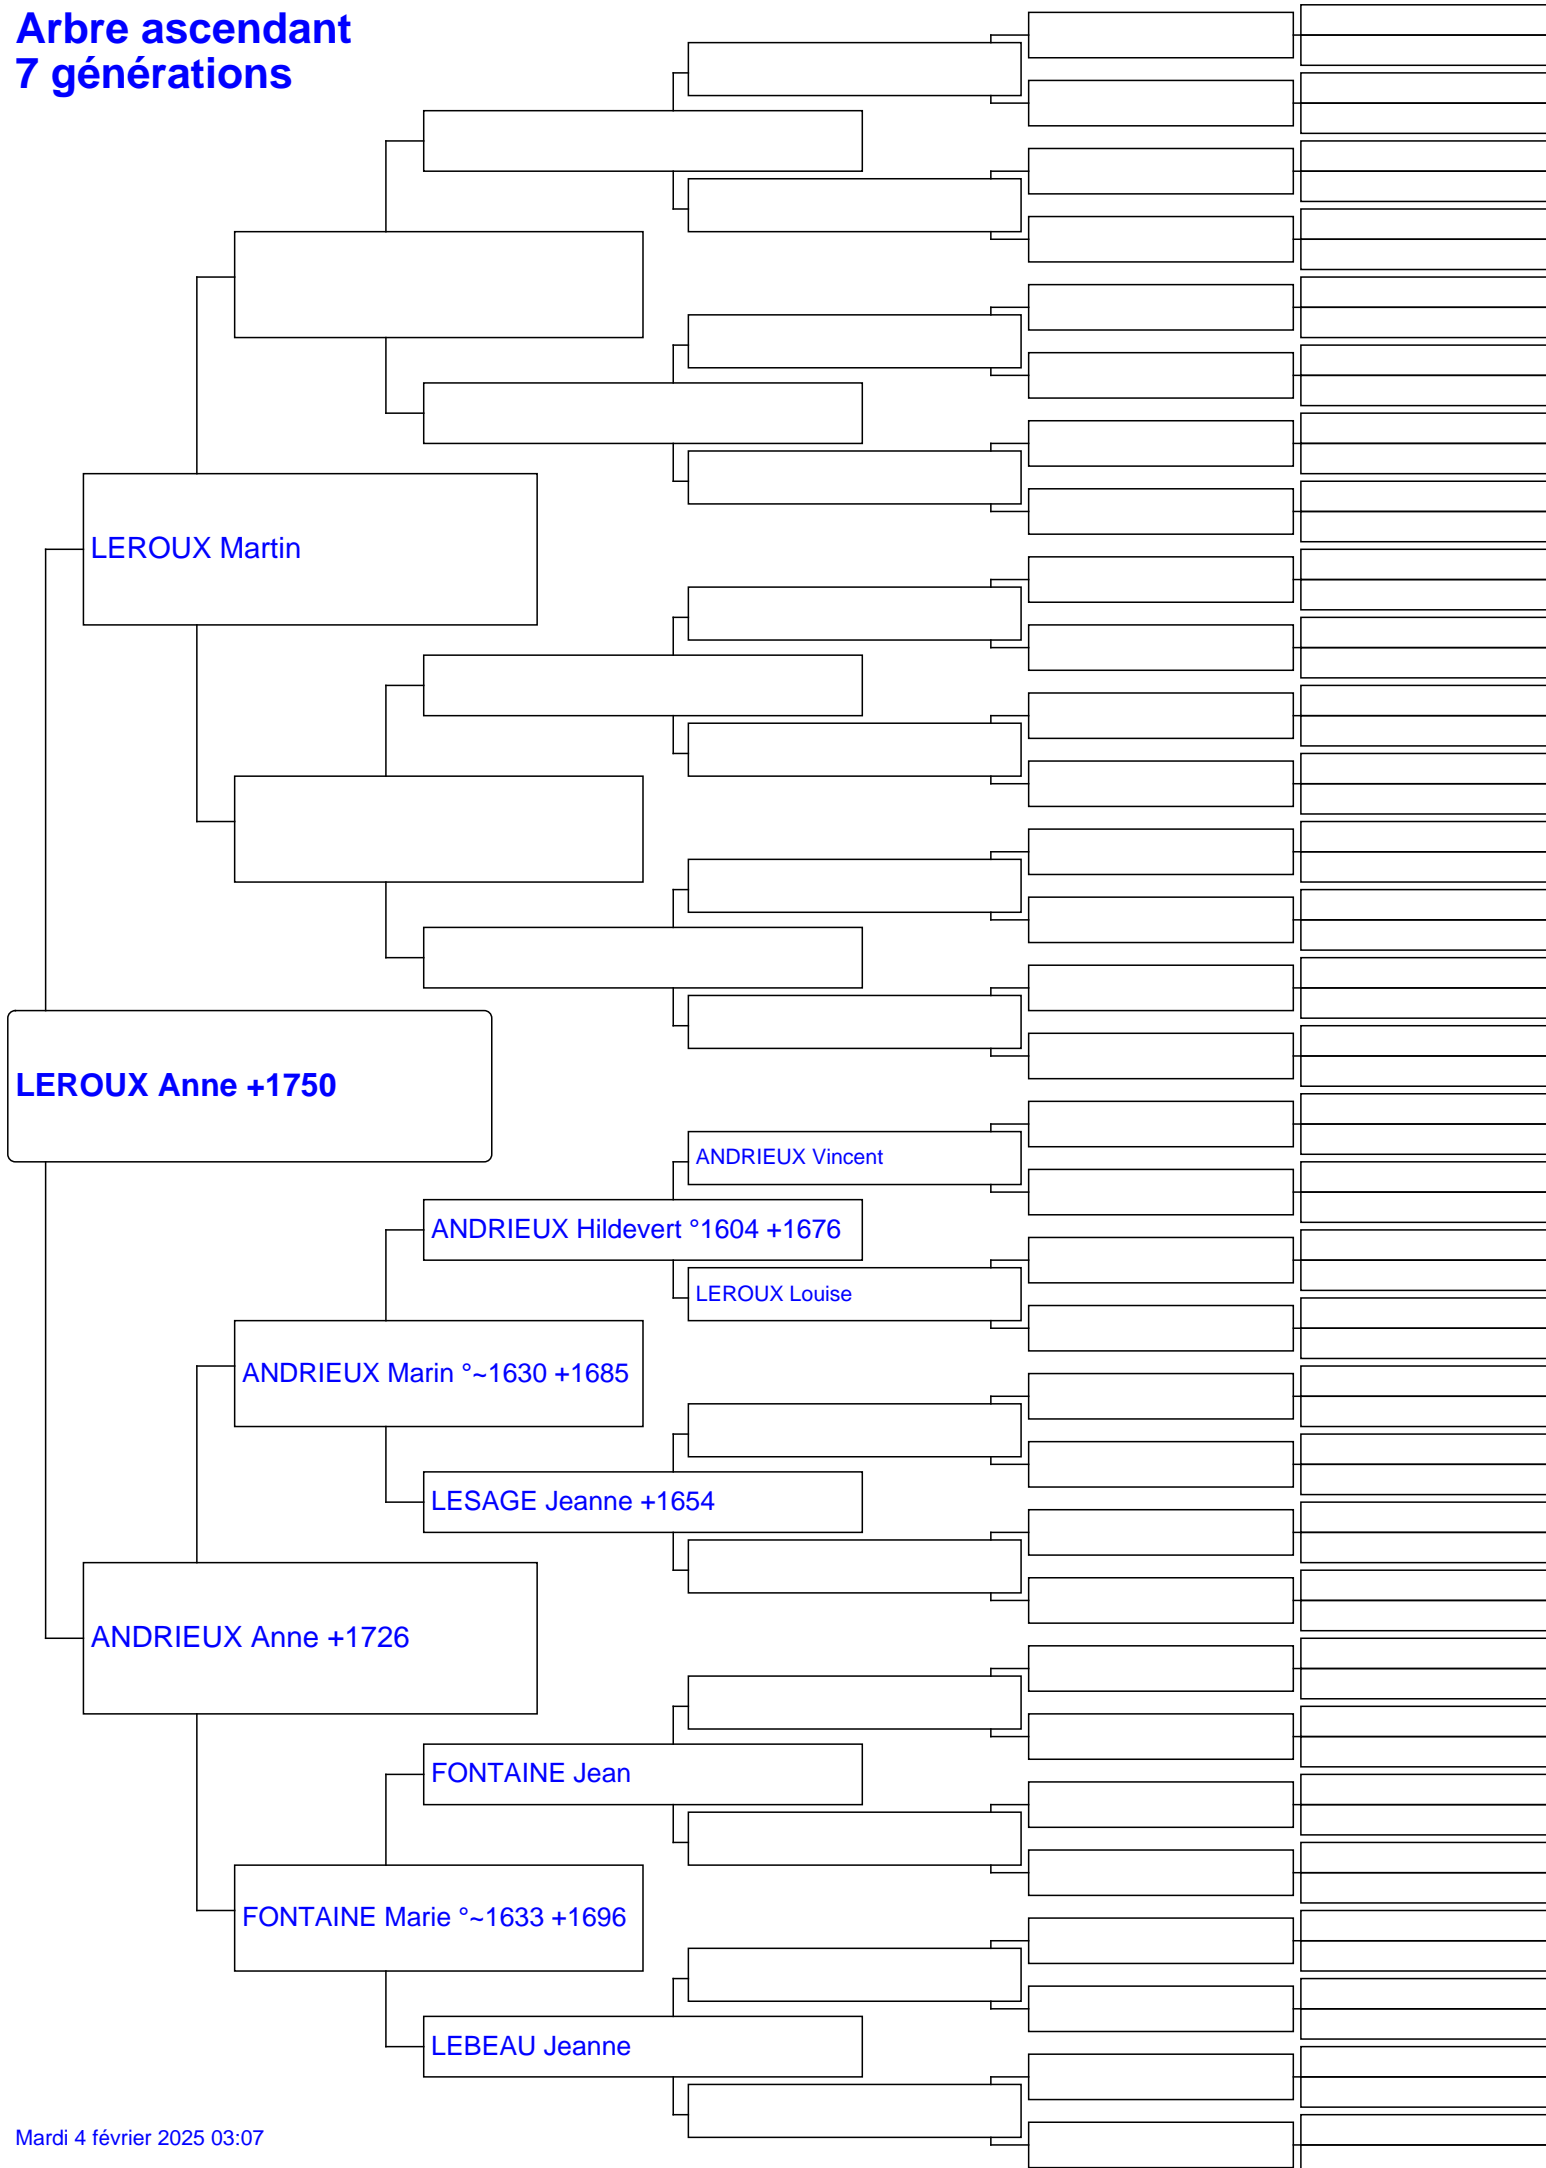 Arbre ascendant
7 générations
LEROUX Martin
LEROUX Anne +1750
ANDRIEUX Vincent
ANDRIEUX Hildevert °1604 +1676
LEROUX Louise
ANDRIEUX Marin °~1630 +1685
LESAGE Jeanne +1654
ANDRIEUX Anne +1726
FONTAINE Jean
FONTAINE Marie °~1633 +1696
LEBEAU Jeanne
Mardi 4 février 2025 03:07